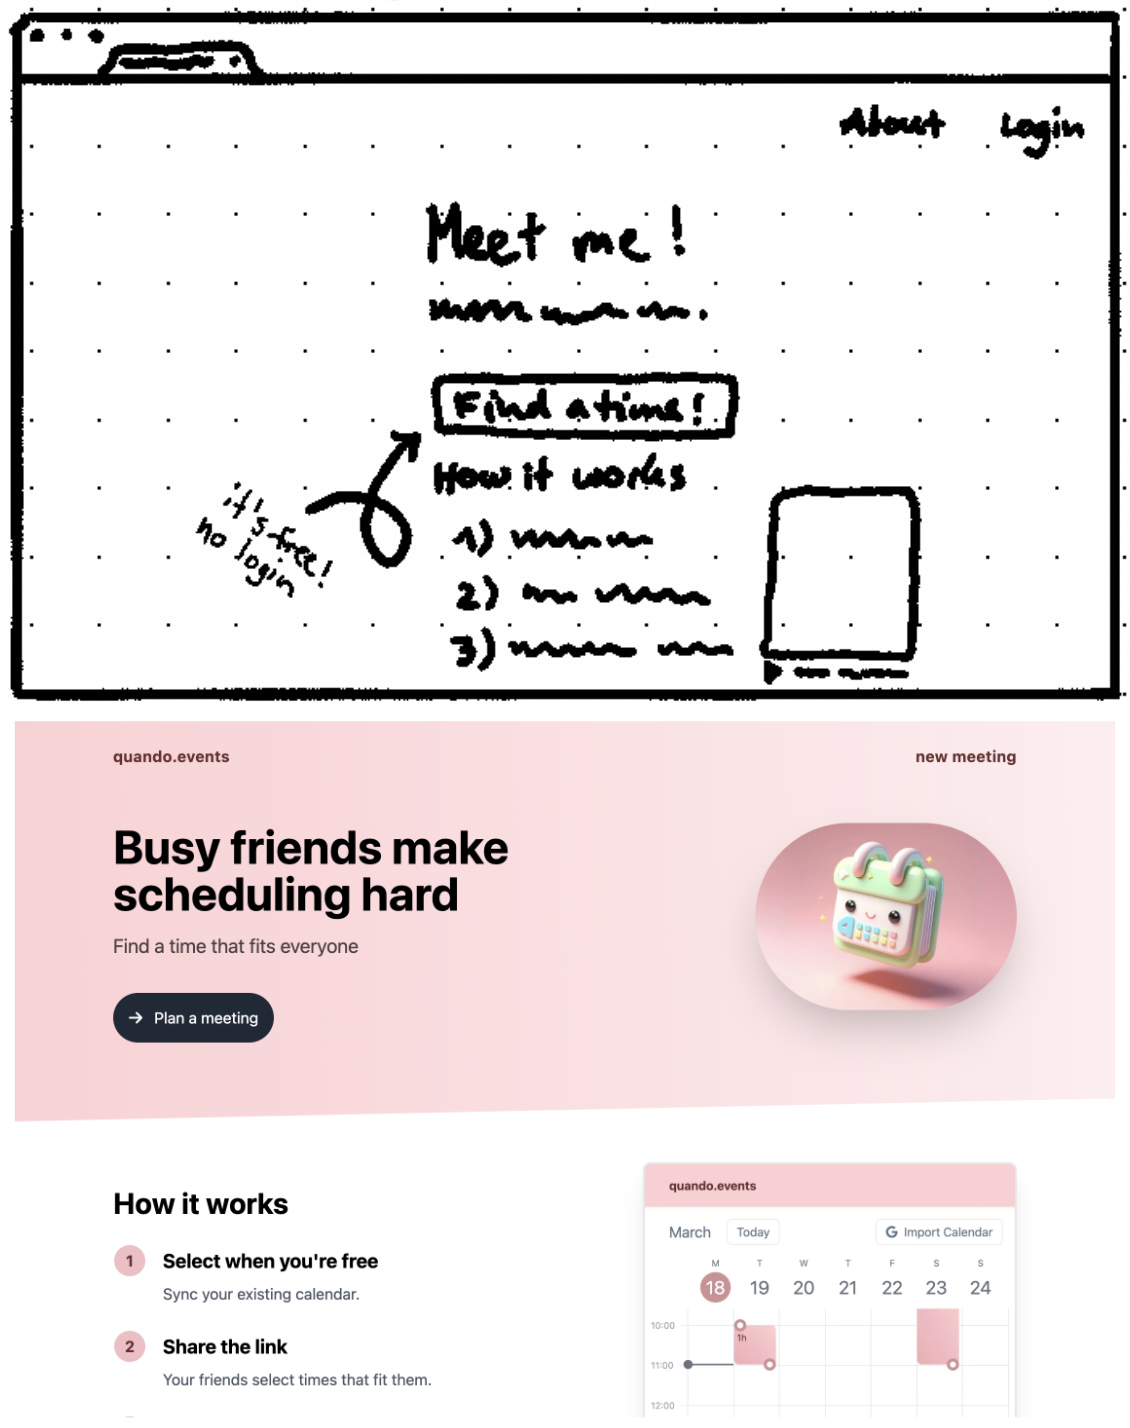 About Login
Meet me!
Find a time!
How it works
it's free!
no login
1)
2)
3)
quando.events
new meeting
Busy friends make
scheduling hard
Find a time that fits everyone
→ Plan a meeting
How it works
1 Select when you're free
Sync your existing calendar.
2 Share the link
Your friends select times that fit them.
quando.events
March Today G Import Calendar
M T W T F S S
18 19 20 21 22 23 24
10:00
1h
11:00
12:00